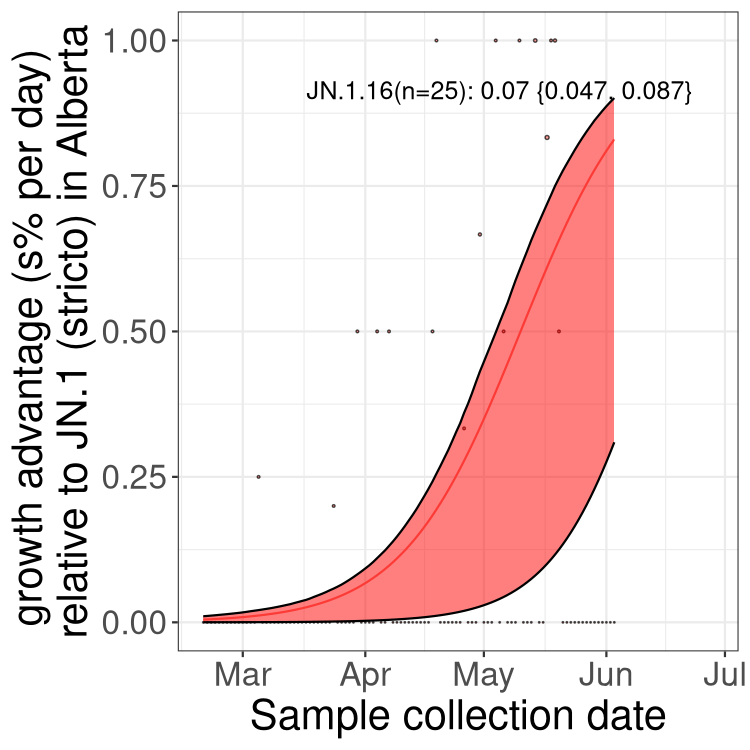 growth advantage (s% per day)
relative to JN.1 (stricto) in Alberta
1.00
0.75
0.50
0.25
0.00
JN.1.16(n=25): 0.07 {0.047, 0.087}
Mar Apr May Jun Jul
Sample collection date